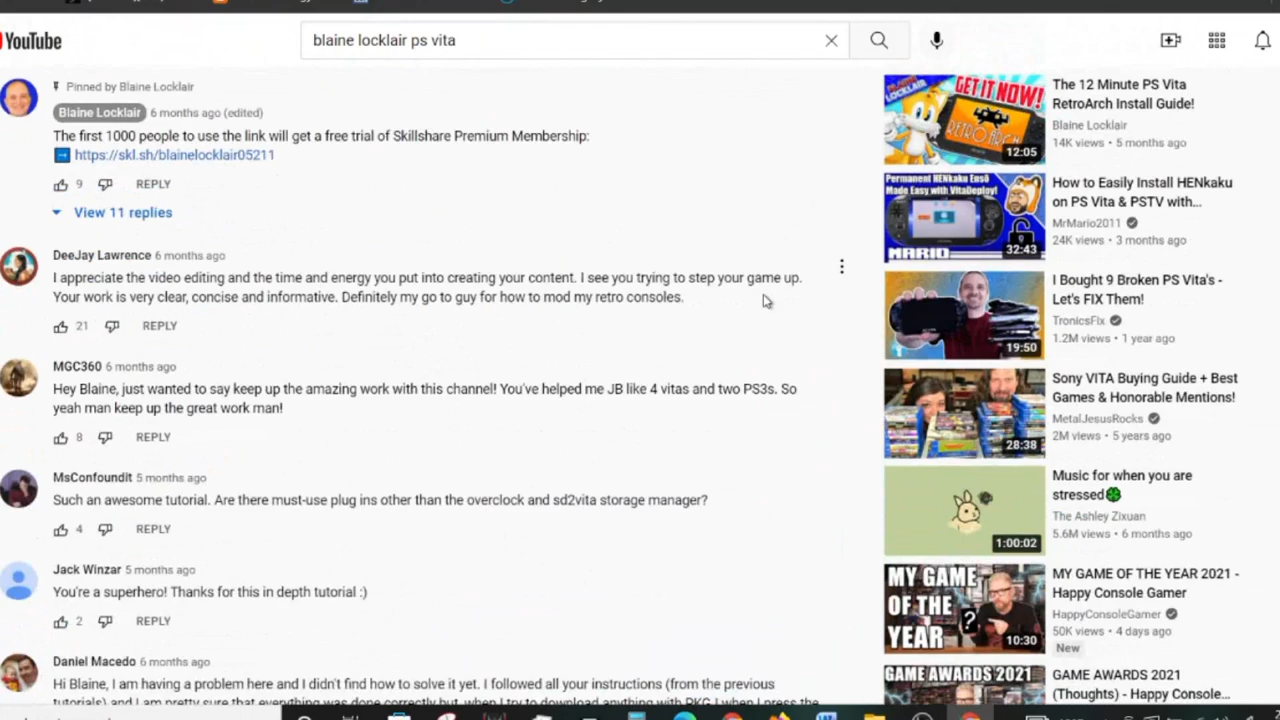 YouTube
blaine locklair ps vita
Pinned by Blaine Locklair
Blaine Locklair 6 months ago (edited)
The first 1000 people to use the link will get a free trial of Skillshare Premium Membership:
https://skl.sh/blainelocklair05211
9 REPLY
View 11 replies
DeeJay Lawrence 6 months ago
I appreciate the video editing and the time and energy you put into creating your content. I see you trying to step your game up.
Your work is very clear, concise and informative. Definitely my go to guy for how to mod my retro consoles.
21 REPLY
MGC360 6 months ago
Hey Blaine, just wanted to say keep up the amazing work with this channel! You've helped me JB like 4 vitas and two PS3s. So
yeah man keep up the great work man!
8 REPLY
MsConfoundit 5 months ago
Such an awesome tutorial. Are there must-use plug ins other than the overclock and sd2vita storage manager?
4 REPLY
Jack Winzar 5 months ago
You're a superhero! Thanks for this in depth tutorial :)
2 REPLY
Daniel Macedo 6 months ago
Hi Blaine, I am having a problem here and I didn't find how to solve it yet. I followed all your instructions (from the previous
tutorials) and I am pretty sure that everything was done correctly but, when I try to download anything with PKG J when I press the
BLAINE LOCKLAIR
GET IT NOW!
RETRO ARCH
12:05
The 12 Minute PS Vita
RetroArch Install Guide!
Blaine Locklair
14K views • 5 months ago
Permanent HENkaku Ensō
Made Easy with VitaDeploy!
MARIO
32:43
How to Easily Install HENkaku
on PS Vita & PSTV with...
MrMario2011
24K views • 3 months ago
19:50
I Bought 9 Broken PS Vita's -
Let's FIX Them!
TronicsFix
1.2M views • 1 year ago
28:38
Sony VITA Buying Guide + Best
Games & Honorable Mentions!
MetalJesusRocks
2M views • 5 years ago
1:00:02
Music for when you are
stressed🍀
The Ashley Zixuan
5.6M views • 6 months ago
MY GAME
OF THE
YEAR
?
10:30
MY GAME OF THE YEAR 2021 -
Happy Console Gamer
HappyConsoleGamer
50K views • 4 days ago
New
GAME AWARDS 2021
GAME AWARDS 2021
(Thoughts) - Happy Console...